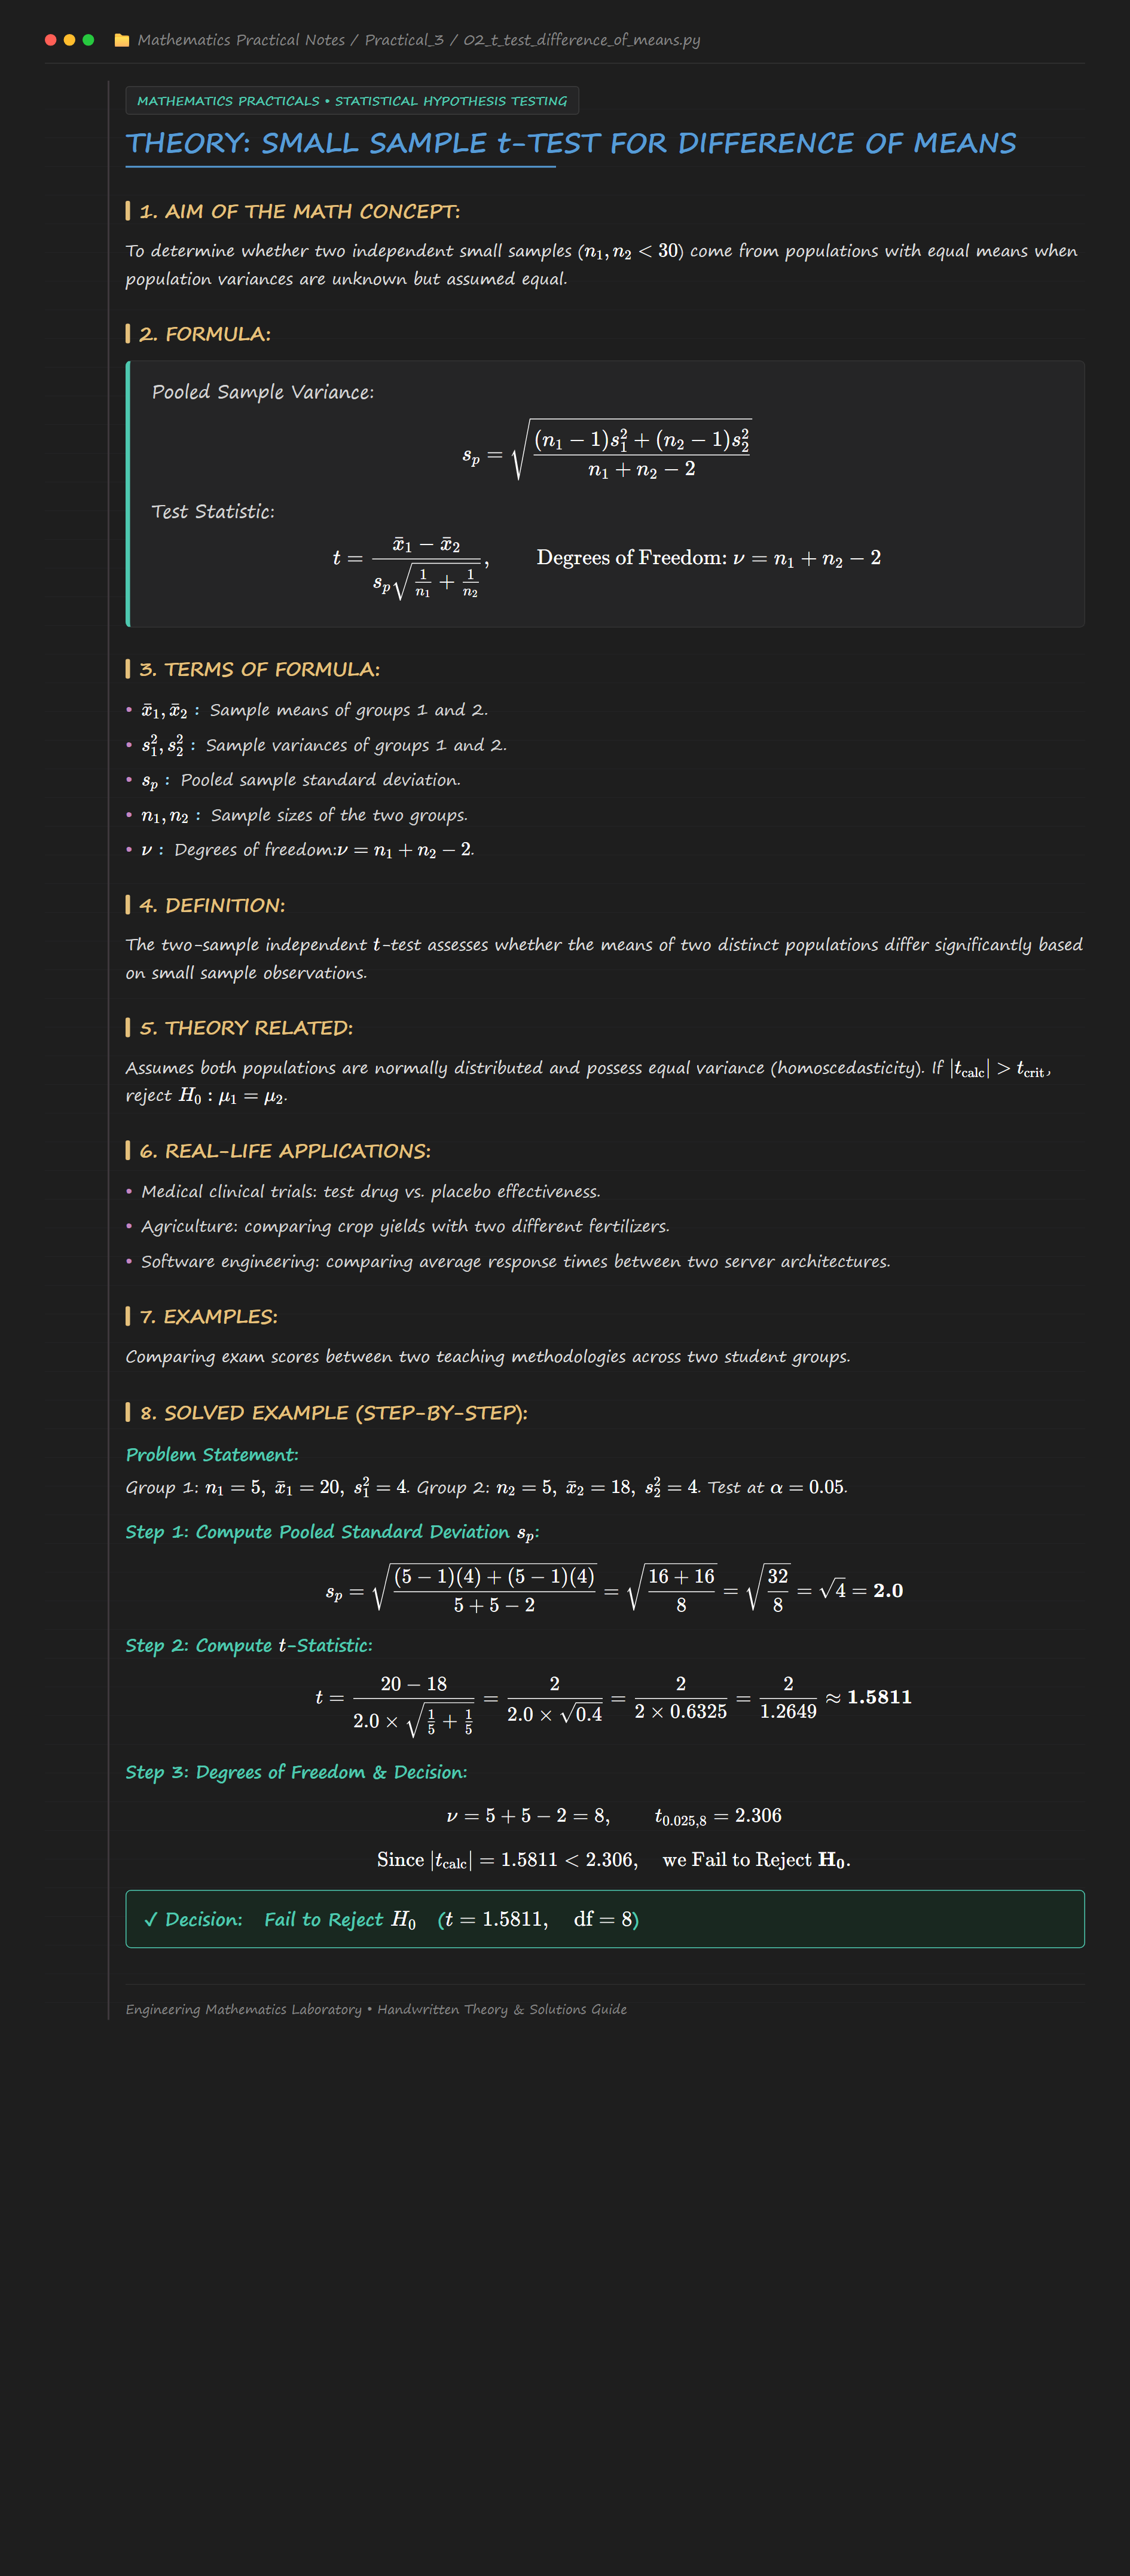 Mathematics Practical Notes / Practical_3 / 02_t_test_difference_of_means.py
MATHEMATICS PRACTICALS • STATISTICAL HYPOTHESIS TESTING
THEORY: SMALL SAMPLE t-TEST FOR DIFFERENCE OF MEANS
1. AIM OF THE MATH CONCEPT:
To determine whether two independent small samples (n₁, n₂ < 30) come from populations with equal means when
population variances are unknown but assumed equal.
2. FORMULA:
Pooled Sample Variance:
s_p = √(((n₁ − 1)s₁² + (n₂ − 1)s₂²) / (n₁ + n₂ − 2))
Test Statistic:
t = (x̄₁ − x̄₂) / (s_p√(1/n₁ + 1/n₂)), Degrees of Freedom: ν = n₁ + n₂ − 2
3. TERMS OF FORMULA:
• x̄₁, x̄₂ : Sample means of groups 1 and 2.
• s₁², s₂² : Sample variances of groups 1 and 2.
• s_p : Pooled sample standard deviation.
• n₁, n₂ : Sample sizes of the two groups.
• ν : Degrees of freedom:ν = n₁ + n₂ − 2.
4. DEFINITION:
The two-sample independent t-test assesses whether the means of two distinct populations differ significantly based
on small sample observations.
5. THEORY RELATED:
Assumes both populations are normally distributed and possess equal variance (homoscedasticity). If |t_calc| > t_crit,
reject H₀ : μ₁ = μ₂.
6. REAL-LIFE APPLICATIONS:
• Medical clinical trials: test drug vs. placebo effectiveness.
• Agriculture: comparing crop yields with two different fertilizers.
• Software engineering: comparing average response times between two server architectures.
7. EXAMPLES:
Comparing exam scores between two teaching methodologies across two student groups.
8. SOLVED EXAMPLE (STEP-BY-STEP):
Problem Statement:
Group 1: n₁ = 5, x̄₁ = 20, s₁² = 4. Group 2: n₂ = 5, x̄₂ = 18, s₂² = 4. Test at α = 0.05.
Step 1: Compute Pooled Standard Deviation s_p:
s_p = √(((5 − 1)(4) + (5 − 1)(4)) / (5 + 5 − 2)) = √((16 + 16) / 8) = √(32 / 8) = √4 = 2.0
Step 2: Compute t-Statistic:
t = (20 − 18) / (2.0 × √(1/5 + 1/5)) = 2 / (2.0 × √0.4) = 2 / (2 × 0.6325) = 2 / 1.2649 ≈ 1.5811
Step 3: Degrees of Freedom & Decision:
ν = 5 + 5 − 2 = 8, t₀.₀₂₅,₈ = 2.306
Since |t_calc| = 1.5811 < 2.306, we Fail to Reject H₀.
✓ Decision: Fail to Reject H₀ (t = 1.5811, df = 8)
Engineering Mathematics Laboratory • Handwritten Theory & Solutions Guide